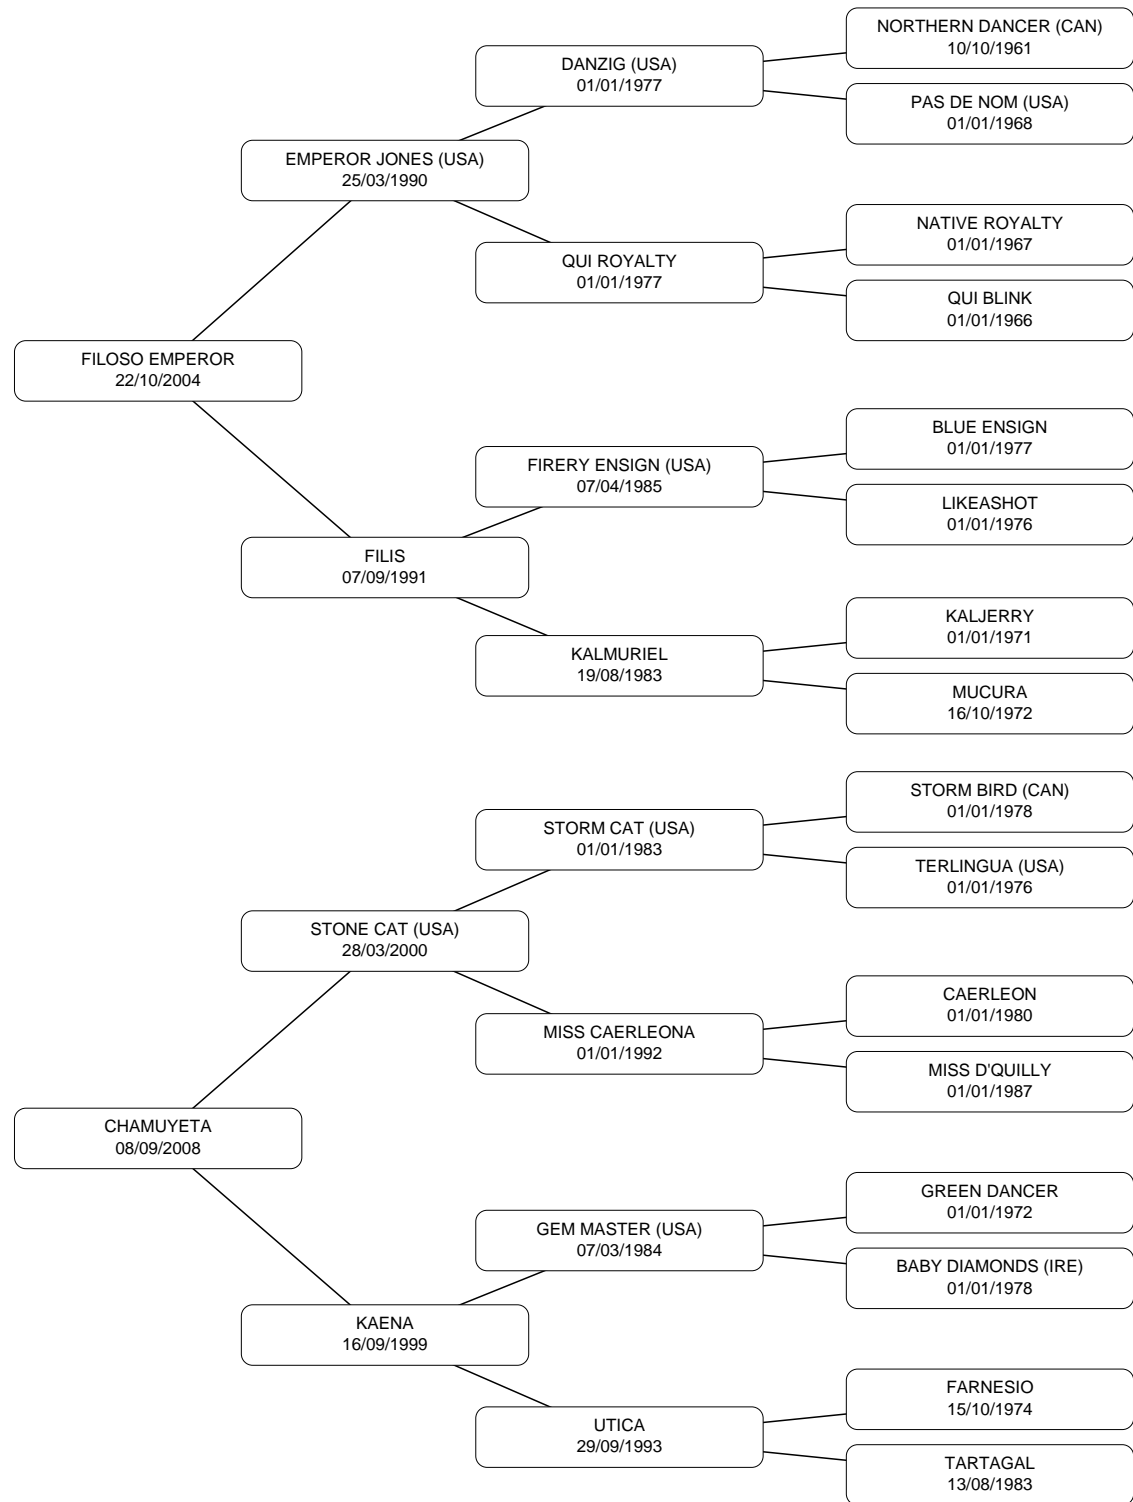 NORTHERN DANCER (CAN)
10/10/1961
DANZIG (USA)
01/01/1977
PAS DE NOM (USA)
01/01/1968
EMPEROR JONES (USA)
25/03/1990
NATIVE ROYALTY
01/01/1967
QUI ROYALTY
01/01/1977
QUI BLINK
01/01/1966
FILOSO EMPEROR
22/10/2004
BLUE ENSIGN
01/01/1977
FIRERY ENSIGN (USA)
07/04/1985
LIKEASHOT
01/01/1976
FILIS
07/09/1991
KALJERRY
01/01/1971
KALMURIEL
19/08/1983
MUCURA
16/10/1972
STORM BIRD (CAN)
01/01/1978
STORM CAT (USA)
01/01/1983
TERLINGUA (USA)
01/01/1976
STONE CAT (USA)
28/03/2000
CAERLEON
01/01/1980
MISS CAERLEONA
01/01/1992
MISS D'QUILLY
01/01/1987
CHAMUYETA
08/09/2008
GREEN DANCER
01/01/1972
GEM MASTER (USA)
07/03/1984
BABY DIAMONDS (IRE)
01/01/1978
KAENA
16/09/1999
FARNESIO
15/10/1974
UTICA
29/09/1993
TARTAGAL
13/08/1983